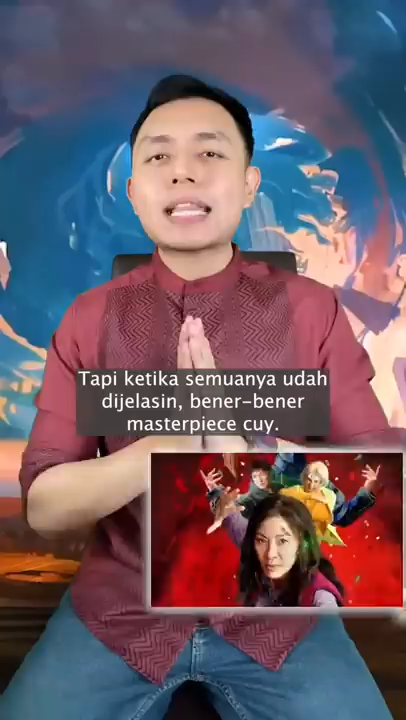 Tapi ketika semuanya udah
dijelasin, bener-bener
masterpiece cuy.